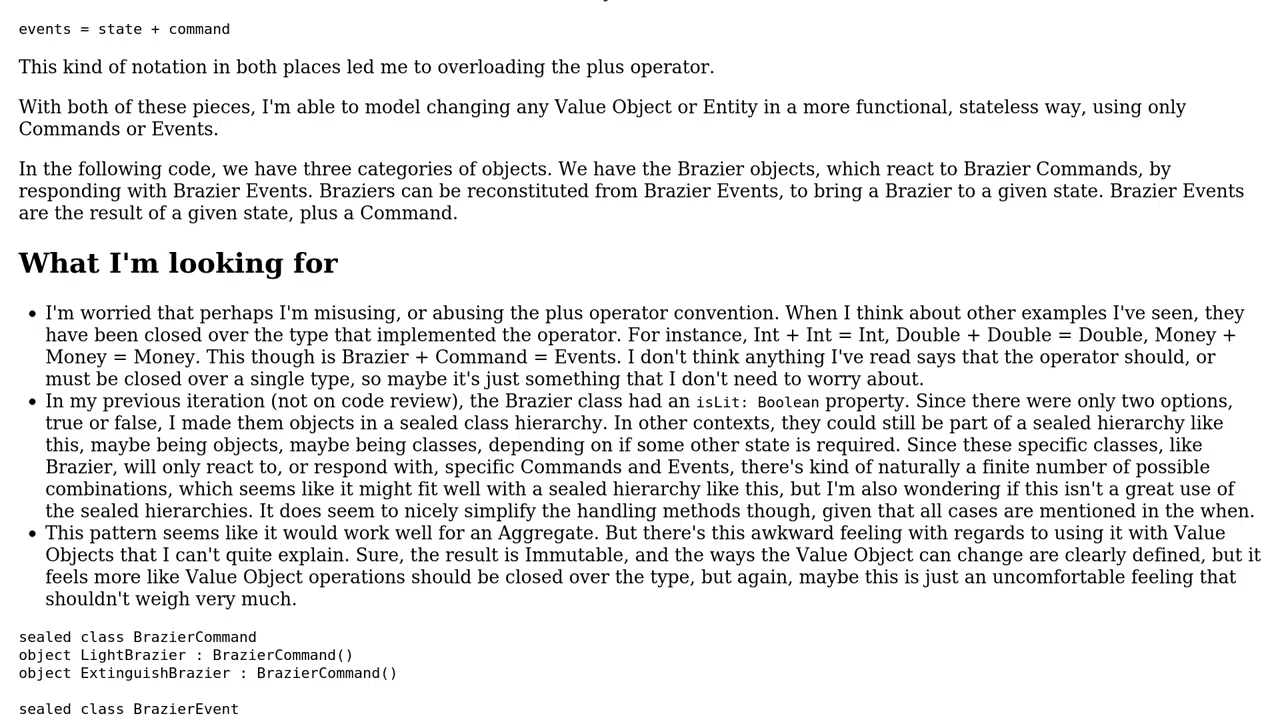 events = state + command
This kind of notation in both places led me to overloading the plus operator.
With both of these pieces, I'm able to model changing any Value Object or Entity in a more functional, stateless way, using only
Commands or Events.
In the following code, we have three categories of objects. We have the Brazier objects, which react to Brazier Commands, by
responding with Brazier Events. Braziers can be reconstituted from Brazier Events, to bring a Brazier to a given state. Brazier Events
are the result of a given state, plus a Command.
What I'm looking for
• I'm worried that perhaps I'm misusing, or abusing the plus operator convention. When I think about other examples I've seen, they
have been closed over the type that implemented the operator. For instance, Int + Int = Int, Double + Double = Double, Money +
Money = Money. This though is Brazier + Command = Events. I don't think anything I've read says that the operator should, or
must be closed over a single type, so maybe it's just something that I don't need to worry about.
• In my previous iteration (not on code review), the Brazier class had an isLit: Boolean property. Since there were only two options,
true or false, I made them objects in a sealed class hierarchy. In other contexts, they could still be part of a sealed hierarchy like
this, maybe being objects, maybe being classes, depending on if some other state is required. Since these specific classes, like
Brazier, will only react to, or respond with, specific Commands and Events, there's kind of naturally a finite number of possible
combinations, which seems like it might fit well with a sealed hierarchy like this, but I'm also wondering if this isn't a great use of
the sealed hierarchies. It does seem to nicely simplify the handling methods though, given that all cases are mentioned in the when.
• This pattern seems like it would work well for an Aggregate. But there's this awkward feeling with regards to using it with Value
Objects that I can't quite explain. Sure, the result is Immutable, and the ways the Value Object can change are clearly defined, but it
feels more like Value Object operations should be closed over the type, but again, maybe this is just an uncomfortable feeling that
shouldn't weigh very much.
sealed class BrazierCommand
object LightBrazier : BrazierCommand()
object ExtinguishBrazier : BrazierCommand()
sealed class BrazierEvent